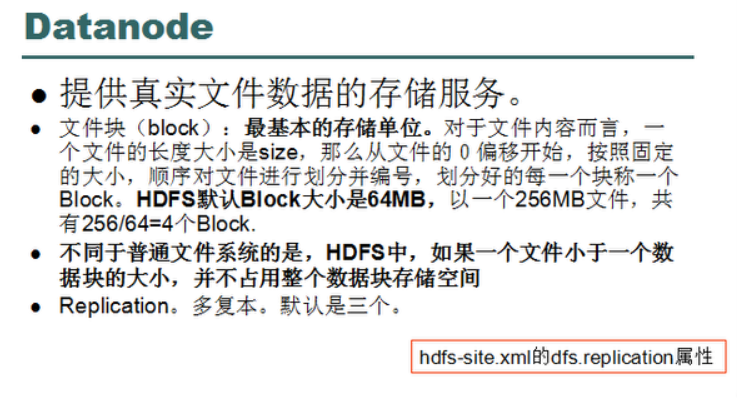 Datanode
● 提供真实文件数据的存储服务。
● 文件块（block）：最基本的存储单位。对于文件内容而言，一
个文件的长度大小是size，那么从文件的 0 偏移开始，按照固定
的大小，顺序对文件进行划分并编号，划分好的每一个块称一个
Block。HDFS默认Block大小是64MB，以一个256MB文件，共
有256/64=4个Block.
● 不同于普通文件系统的是，HDFS中，如果一个文件小于一个数
据块的大小，并不占用整个数据块存储空间
● Replication。多复本。默认是三个。
hdfs-site.xml的dfs.replication属性